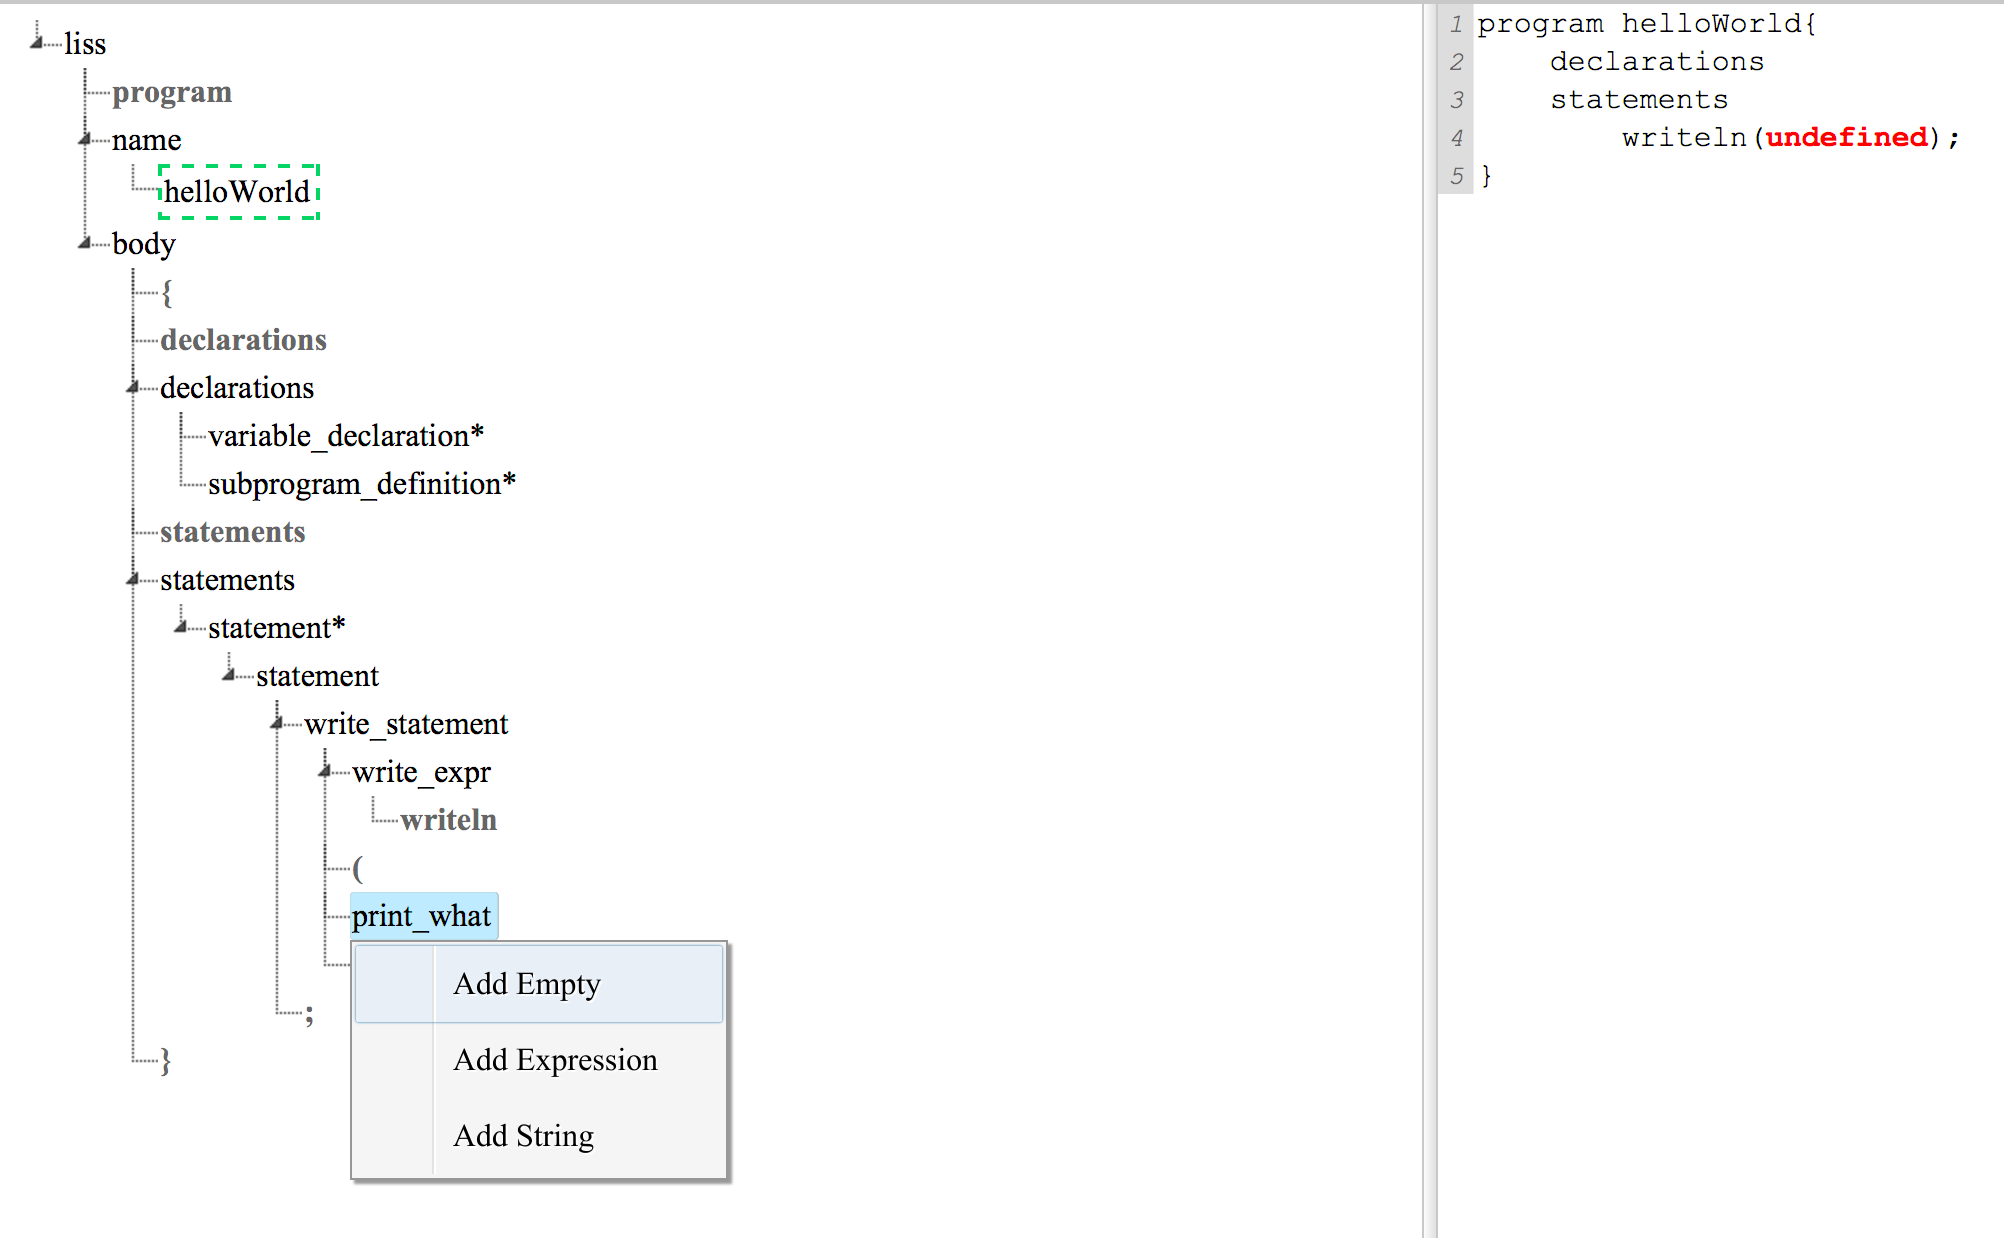 liss
program
name
helloWorld
body
{
declarations
declarations
variable_declaration*
subprogram_definition*
statements
statements
statement*
statement
write_statement
write_expr
writeln
(
print_what
Add Empty
Add Expression
Add String
;
}
1 program helloWorld{
2 declarations
3 statements
4 writeln(undefined);
5 }